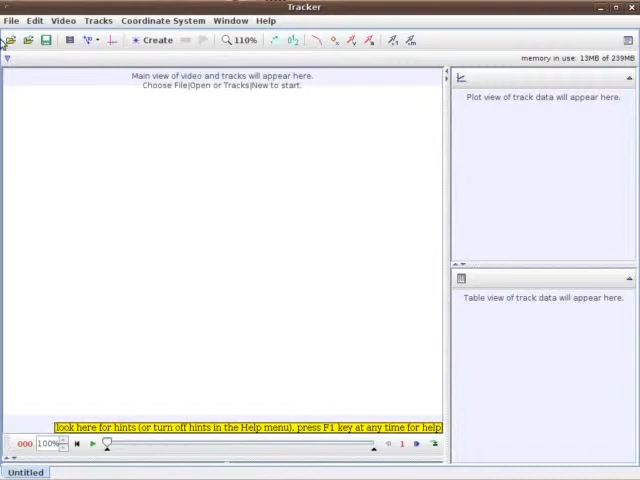 Tracker
File Edit Video Tracks Coordinate System Window Help
Create 110%
memory in use: 13MB of 239MB
Main view of video and tracks will appear here.
Choose File|Open or Tracks|New to start.
Plot view of track data will appear here.
Table view of track data will appear here.
look here for hints (or turn off hints in the Help menu), press F1 key at any time for help
000 100% 1
Untitled